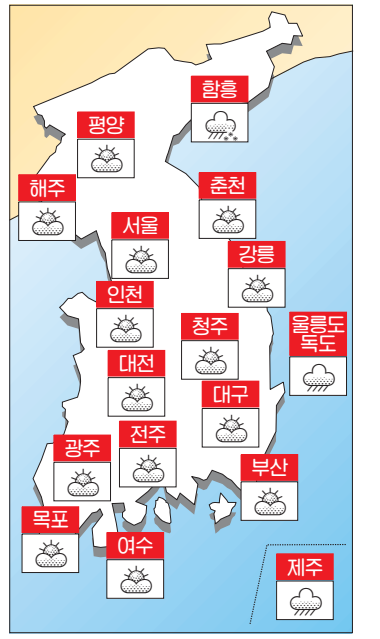 함흥
평양
해주
춘천
서울
강릉
인천
청주
울릉도
독도
대전
대구
전주
광주
부산
목포
여수
제주